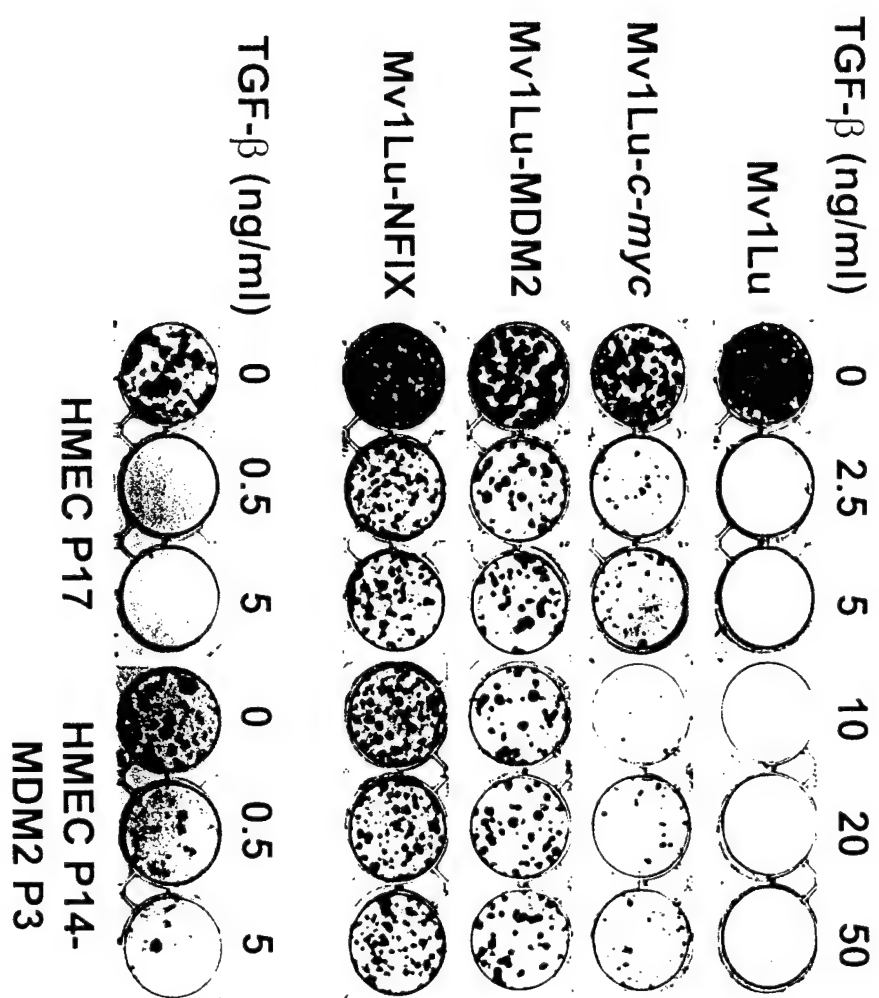 TGF-β (ng/ml) 0 2.5 5 10 20 50
Mv1Lu
Mv1Lu-c-myc
Mv1Lu-MDM2
Mv1Lu-NFIX
TGF-β (ng/ml) 0 0.5 5 0 0.5 5
HMEC P17 HMEC P14-
MDM2 P3